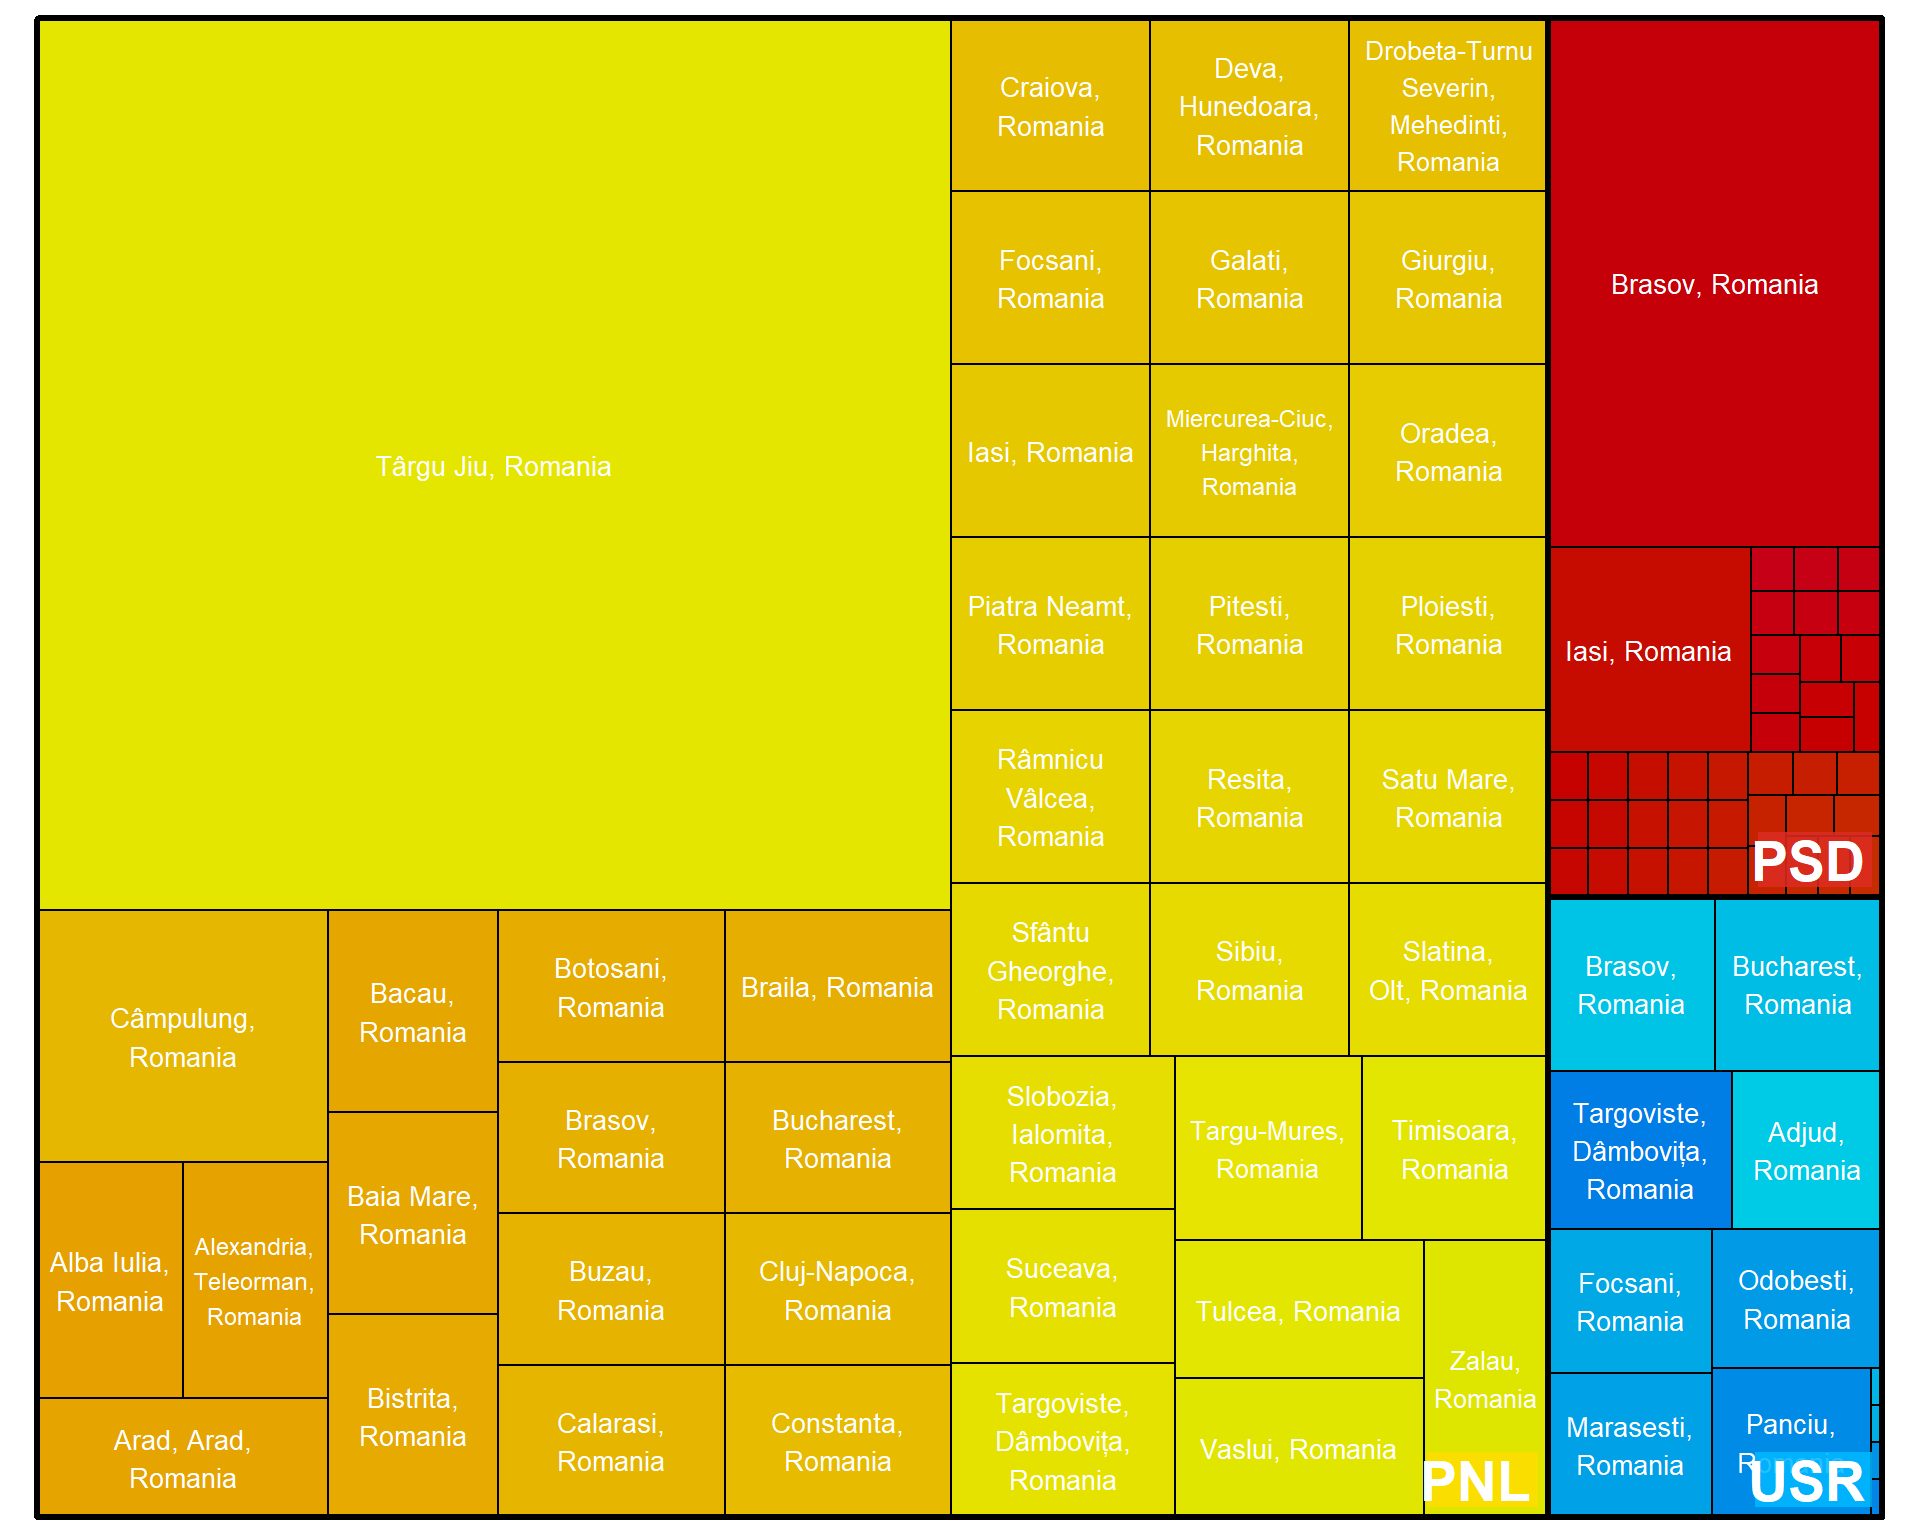 Târgu Jiu, Romania
Câmpulung,
Romania
Alba Iulia,
Romania
Alexandria,
Teleorman,
Romania
Arad, Arad,
Romania
Bacau,
Romania
Baia Mare,
Romania
Bistrita,
Romania
Botosani,
Romania
Braila, Romania
Brasov,
Romania
Bucharest,
Romania
Buzau,
Romania
Cluj-Napoca,
Romania
Calarasi,
Romania
Constanta,
Romania
Craiova,
Romania
Deva,
Hunedoara,
Romania
Drobeta-Turnu
Severin,
Mehedinti,
Romania
Focsani,
Romania
Galati,
Romania
Giurgiu,
Romania
Iasi, Romania
Miercurea-Ciuc,
Harghita,
Romania
Oradea,
Romania
Piatra Neamt,
Romania
Pitesti,
Romania
Ploiesti,
Romania
Râmnicu
Vâlcea,
Romania
Resita,
Romania
Satu Mare,
Romania
Sfântu
Gheorghe,
Romania
Sibiu,
Romania
Slatina,
Olt, Romania
Slobozia,
Ialomita,
Romania
Suceava,
Romania
Targoviste,
Dâmbovița,
Romania
Targu-Mures,
Romania
Timisoara,
Romania
Tulcea, Romania
Vaslui, Romania
Zalau,
Romania
PNL
Brasov, Romania
Iasi, Romania
PSD
Brasov,
Romania
Bucharest,
Romania
Targoviste,
Dâmbovița,
Romania
Adjud,
Romania
Focsani,
Romania
Odobesti,
Romania
Marasesti,
Romania
Panciu,
Romania
USR